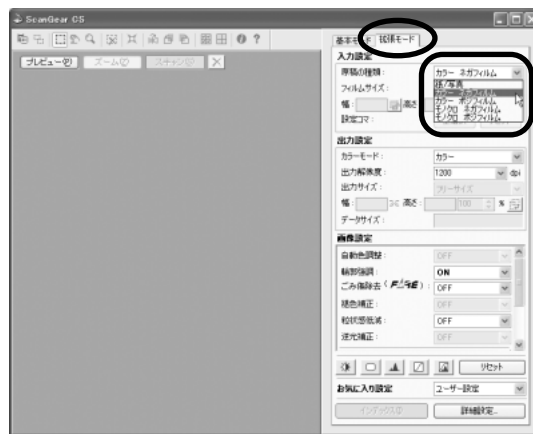 ScanGear CS
基本モード 拡張モード
プレビュー(P) ズーム(Z) スキャン(S)
入力設定
原稿の種類: カラー ネガフィルム
紙/写真
カラー ネガフィルム
カラー ポジフィルム
モノクロ ネガフィルム
モノクロ ポジフィルム
フィルムサイズ:
幅: 高さ
設定コマ:
出力設定
カラーモード: カラー
出力解像度: 1200 dpi
出力サイズ: フリーサイズ
幅: 高さ: 100 %
データサイズ:
画像設定
自動色調整: OFF
輪郭強調: ON
ごみ傷除去(FARE): OFF
褪色補正: OFF
粒状感低減: OFF
逆光補正: OFF
リセット
お気に入り設定 ユーザー設定
インデックス(I) 詳細設定...